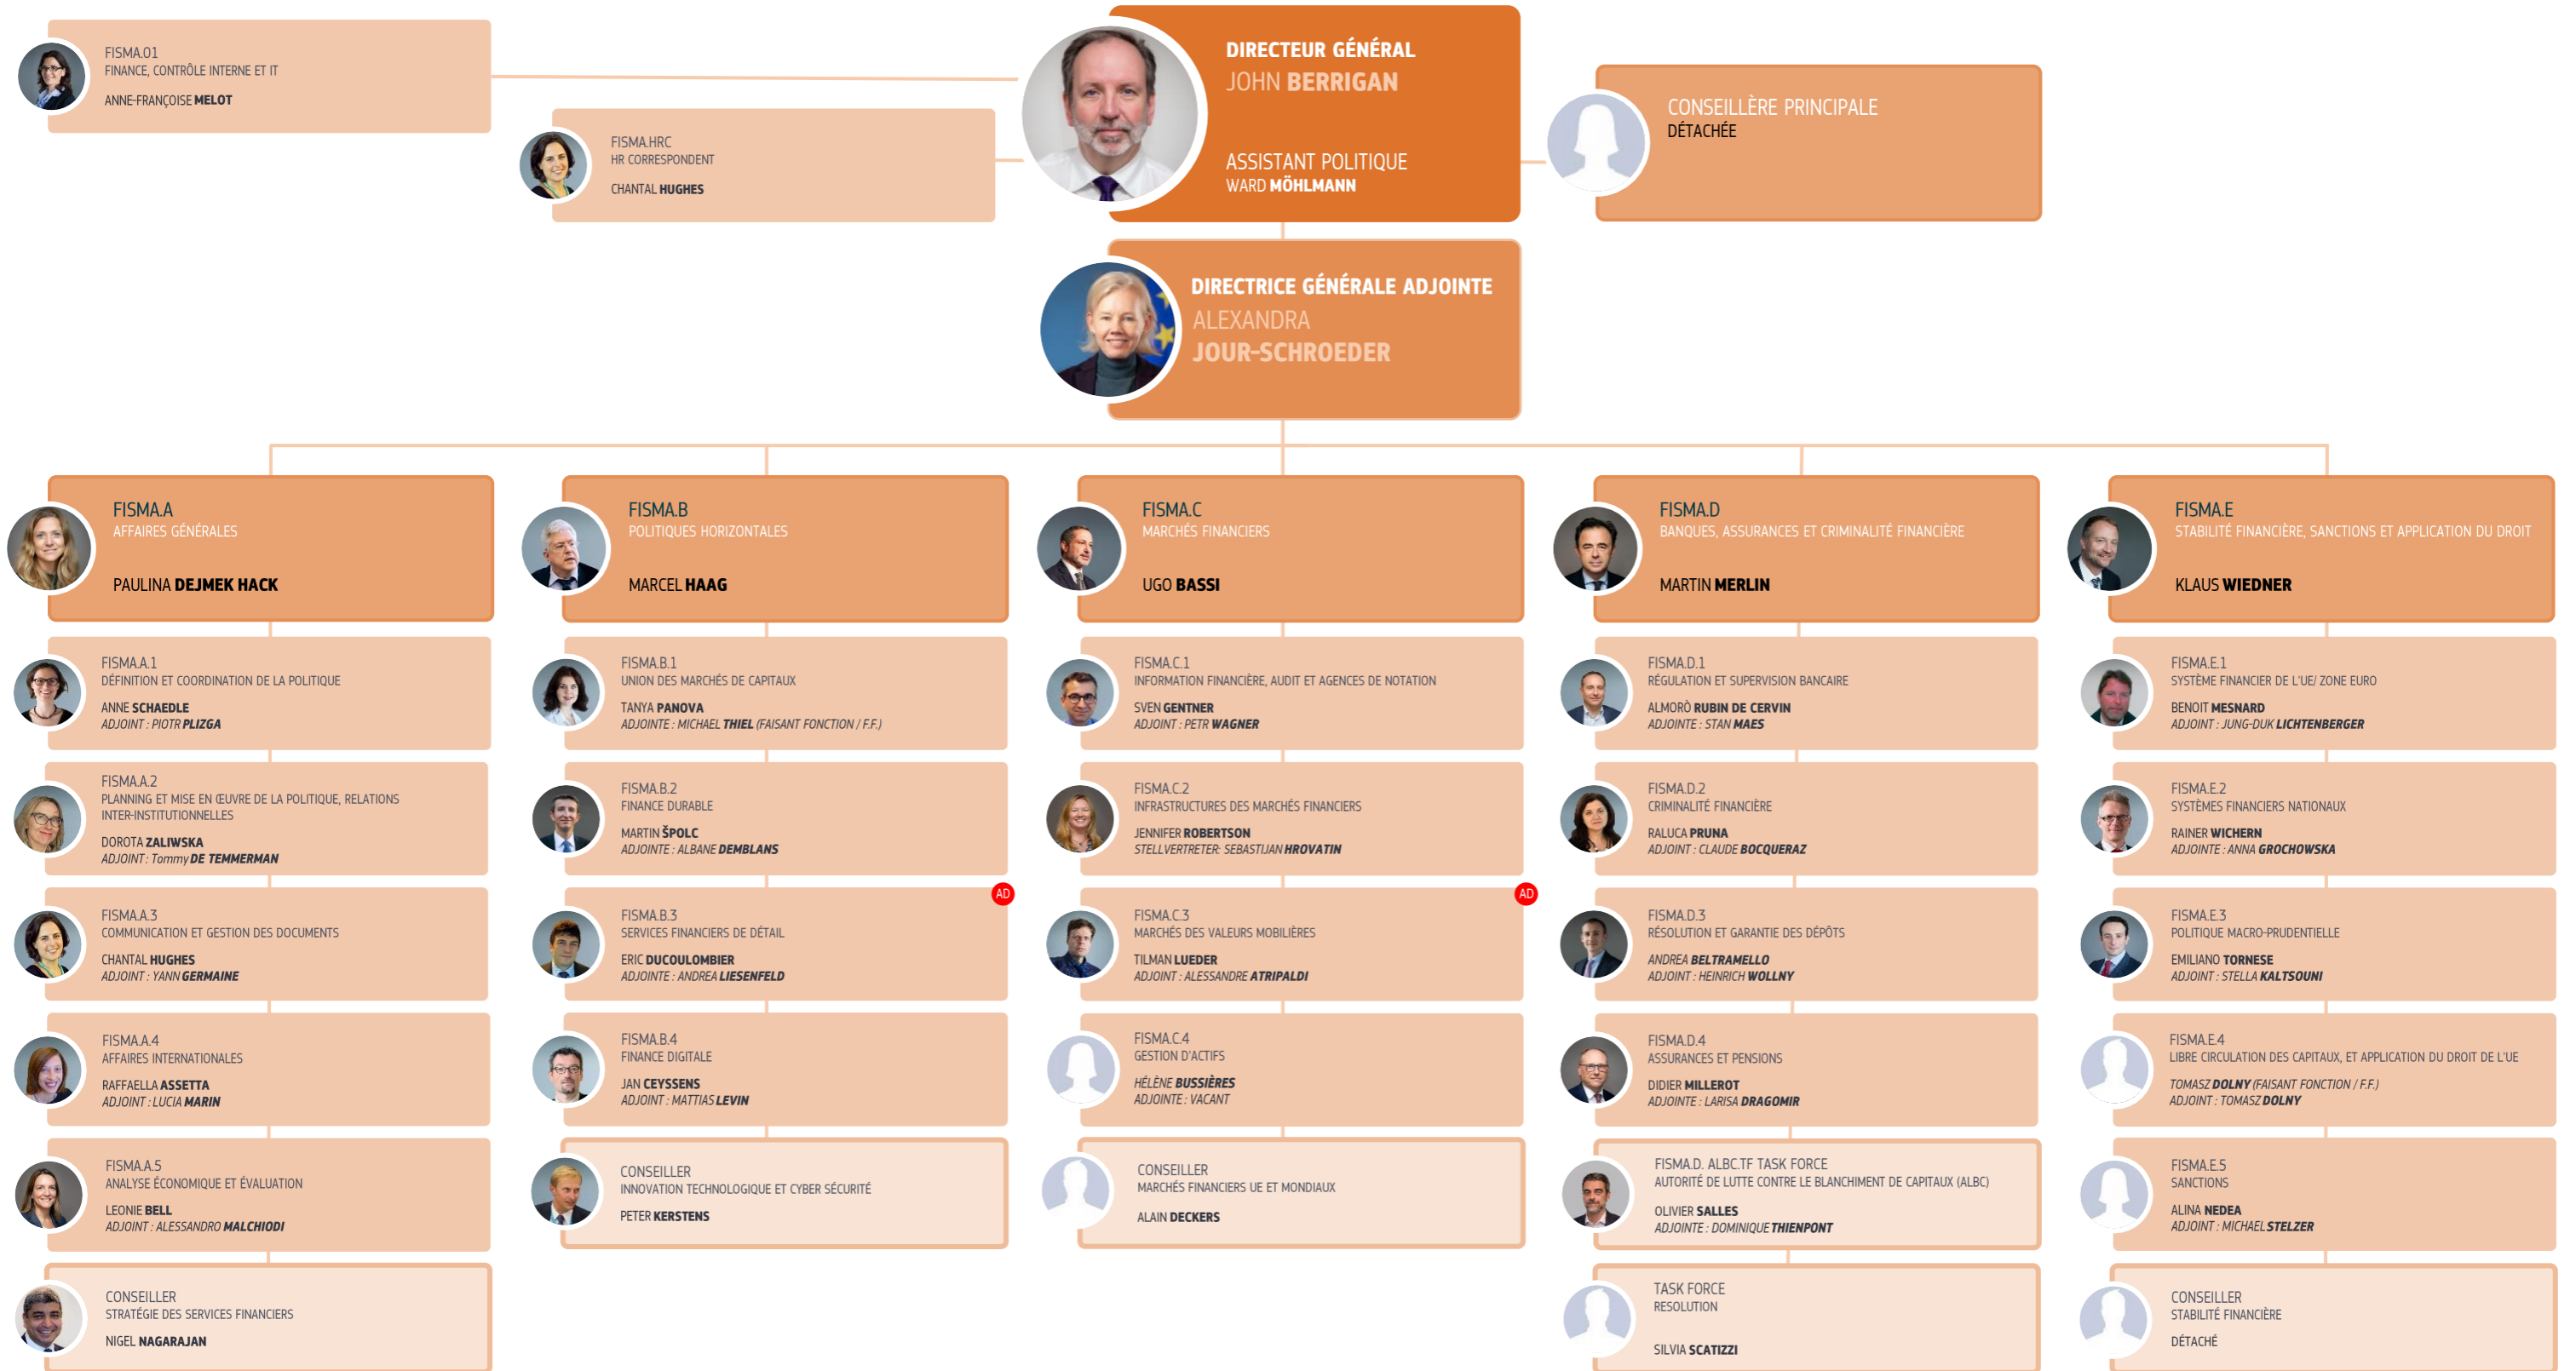 FISMA.01
FINANCE, CONTRÔLE INTERNE ET IT
ANNE-FRANÇOISE MELOT
FISMA.HRC
HR CORRESPONDENT
CHANTAL HUGHES
DIRECTEUR GÉNÉRAL
JOHN BERRIGAN
ASSISTANT POLITIQUE
WARD MÖHLMANN
CONSEILLÈRE PRINCIPALE
DÉTACHÉE
DIRECTRICE GÉNÉRALE ADJOINTE
ALEXANDRA
JOUR-SCHROEDER
FISMA.A
AFFAIRES GÉNÉRALES
PAULINA DEJMEK HACK
FISMA.A.1
DÉFINITION ET COORDINATION DE LA POLITIQUE
ANNE SCHAEDLE
ADJOINT : PIOTR PLIZGA
FISMA.A.2
PLANNING ET MISE EN ŒUVRE DE LA POLITIQUE, RELATIONS
INTER-INSTITUTIONNELLES
DOROTA ZALIWSKA
ADJOINT : Tommy DE TEMMERMAN
FISMA.A.3
COMMUNICATION ET GESTION DES DOCUMENTS
CHANTAL HUGHES
ADJOINT : YANN GERMAINE
FISMA.A.4
AFFAIRES INTERNATIONALES
RAFFAELLA ASSETTA
ADJOINT : LUCIA MARIN
FISMA.A.5
ANALYSE ÉCONOMIQUE ET ÉVALUATION
LEONIE BELL
ADJOINT : ALESSANDRO MALCHIODI
CONSEILLER
STRATÉGIE DES SERVICES FINANCIERS
NIGEL NAGARAJAN
FISMA.B
POLITIQUES HORIZONTALES
MARCEL HAAG
FISMA.B.1
UNION DES MARCHÉS DE CAPITAUX
TANYA PANOVA
ADJOINTE : MICHAEL THIEL (FAISANT FONCTION / F.F.)
FISMA.B.2
FINANCE DURABLE
MARTIN ŠPOLC
ADJOINTE : ALBANE DEMBLANS
AD
FISMA.B.3
SERVICES FINANCIERS DE DÉTAIL
ERIC DUCOULOMBIER
ADJOINTE : ANDREA LIESENFELD
FISMA.B.4
FINANCE DIGITALE
JAN CEYSSENS
ADJOINT : MATTIAS LEVIN
CONSEILLER
INNOVATION TECHNOLOGIQUE ET CYBER SÉCURITÉ
PETER KERSTENS
FISMA.C
MARCHÉS FINANCIERS
UGO BASSI
FISMA.C.1
INFORMATION FINANCIÈRE, AUDIT ET AGENCES DE NOTATION
SVEN GENTNER
ADJOINT : PETR WAGNER
FISMA.C.2
INFRASTRUCTURES DES MARCHÉS FINANCIERS
JENNIFER ROBERTSON
STELLVERTRETER: SEBASTIJAN HROVATIN
AD
FISMA.C.3
MARCHÉS DES VALEURS MOBILIÈRES
TILMAN LUEDER
ADJOINT : ALESSANDRE ATRIPALDI
FISMA.C.4
GESTION D'ACTIFS
HÉLÈNE BUSSIÈRES
ADJOINTE : VACANT
CONSEILLER
MARCHÉS FINANCIERS UE ET MONDIAUX
ALAIN DECKERS
FISMA.D
BANQUES, ASSURANCES ET CRIMINALITÉ FINANCIÈRE
MARTIN MERLIN
FISMA.D.1
RÉGULATION ET SUPERVISION BANCAIRE
ALMORÒ RUBIN DE CERVIN
ADJOINTE : STAN MAES
FISMA.D.2
CRIMINALITÉ FINANCIÈRE
RALUCA PRUNA
ADJOINT : CLAUDE BOCQUERAZ
FISMA.D.3
RÉSOLUTION ET GARANTIE DES DÉPÔTS
ANDREA BELTRAMELLO
ADJOINT : HEINRICH WOLLNY
FISMA.D.4
ASSURANCES ET PENSIONS
DIDIER MILLEROT
ADJOINTE : LARISA DRAGOMIR
FISMA.D. ALBC.TF TASK FORCE
AUTORITÉ DE LUTTE CONTRE LE BLANCHIMENT DE CAPITAUX (ALBC)
OLIVIER SALLES
ADJOINTE : DOMINIQUE THIENPONT
TASK FORCE
RESOLUTION
SILVIA SCATIZZI
FISMA.E
STABILITÉ FINANCIÈRE, SANCTIONS ET APPLICATION DU DROIT
KLAUS WIEDNER
FISMA.E.1
SYSTÈME FINANCIER DE L'UE/ ZONE EURO
BENOIT MESNARD
ADJOINT : JUNG-DUK LICHTENBERGER
FISMA.E.2
SYSTÈMES FINANCIERS NATIONAUX
RAINER WICHERN
ADJOINTE : ANNA GROCHOWSKA
FISMA.E.3
POLITIQUE MACRO-PRUDENTIELLE
EMILIANO TORNESE
ADJOINT : STELLA KALTSOUNI
FISMA.E.4
LIBRE CIRCULATION DES CAPITAUX, ET APPLICATION DU DROIT DE L'UE
TOMASZ DOLNY (FAISANT FONCTION / F.F.)
ADJOINT : TOMASZ DOLNY
FISMA.E.5
SANCTIONS
ALINA NEDEA
ADJOINT : MICHAEL STELZER
CONSEILLER
STABILITÉ FINANCIÈRE
DÉTACHÉ